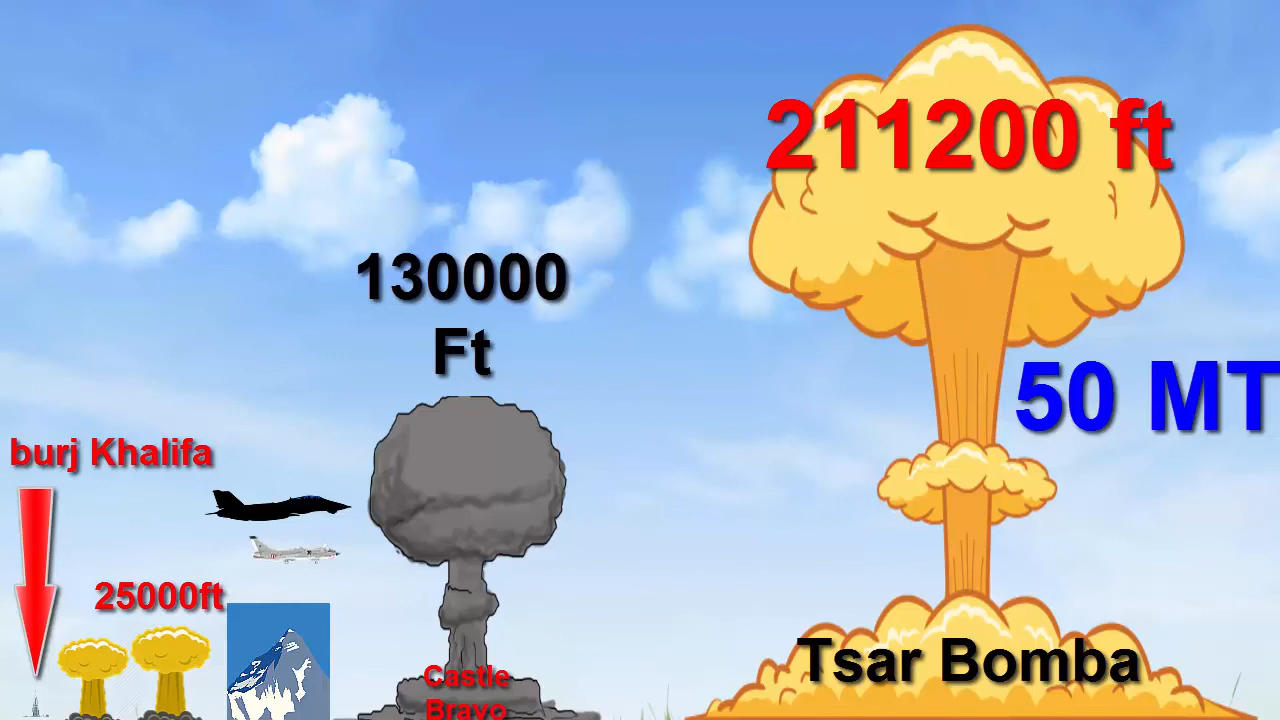 211200 ft
130000
Ft
50 MT
burj Khalifa
25000ft
Castle
Bravo
Tsar Bomba